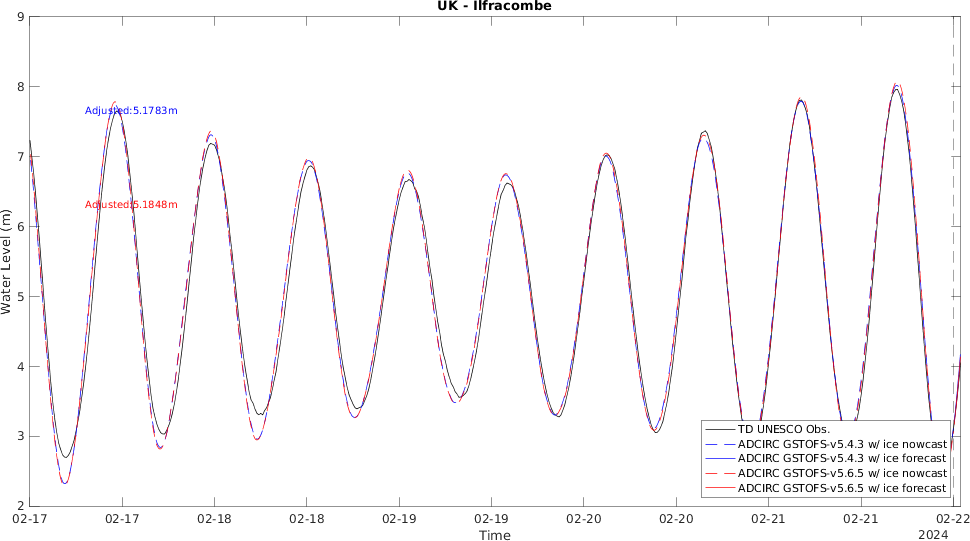 UK - Ilfracombe
9
8
7
6
5
4
3
2
Water Level (m)
Adjusted:5.1783m
Adjusted:5.1848m
TD UNESCO Obs.
ADCIRC GSTOFS-v5.4.3 w/ ice nowcast
ADCIRC GSTOFS-v5.4.3 w/ ice forecast
ADCIRC GSTOFS-v5.6.5 w/ ice nowcast
ADCIRC GSTOFS-v5.6.5 w/ ice forecast
02-17 02-17 02-18 02-18 02-19 02-19 02-20 02-20 02-21 02-21 02-22
Time
2024